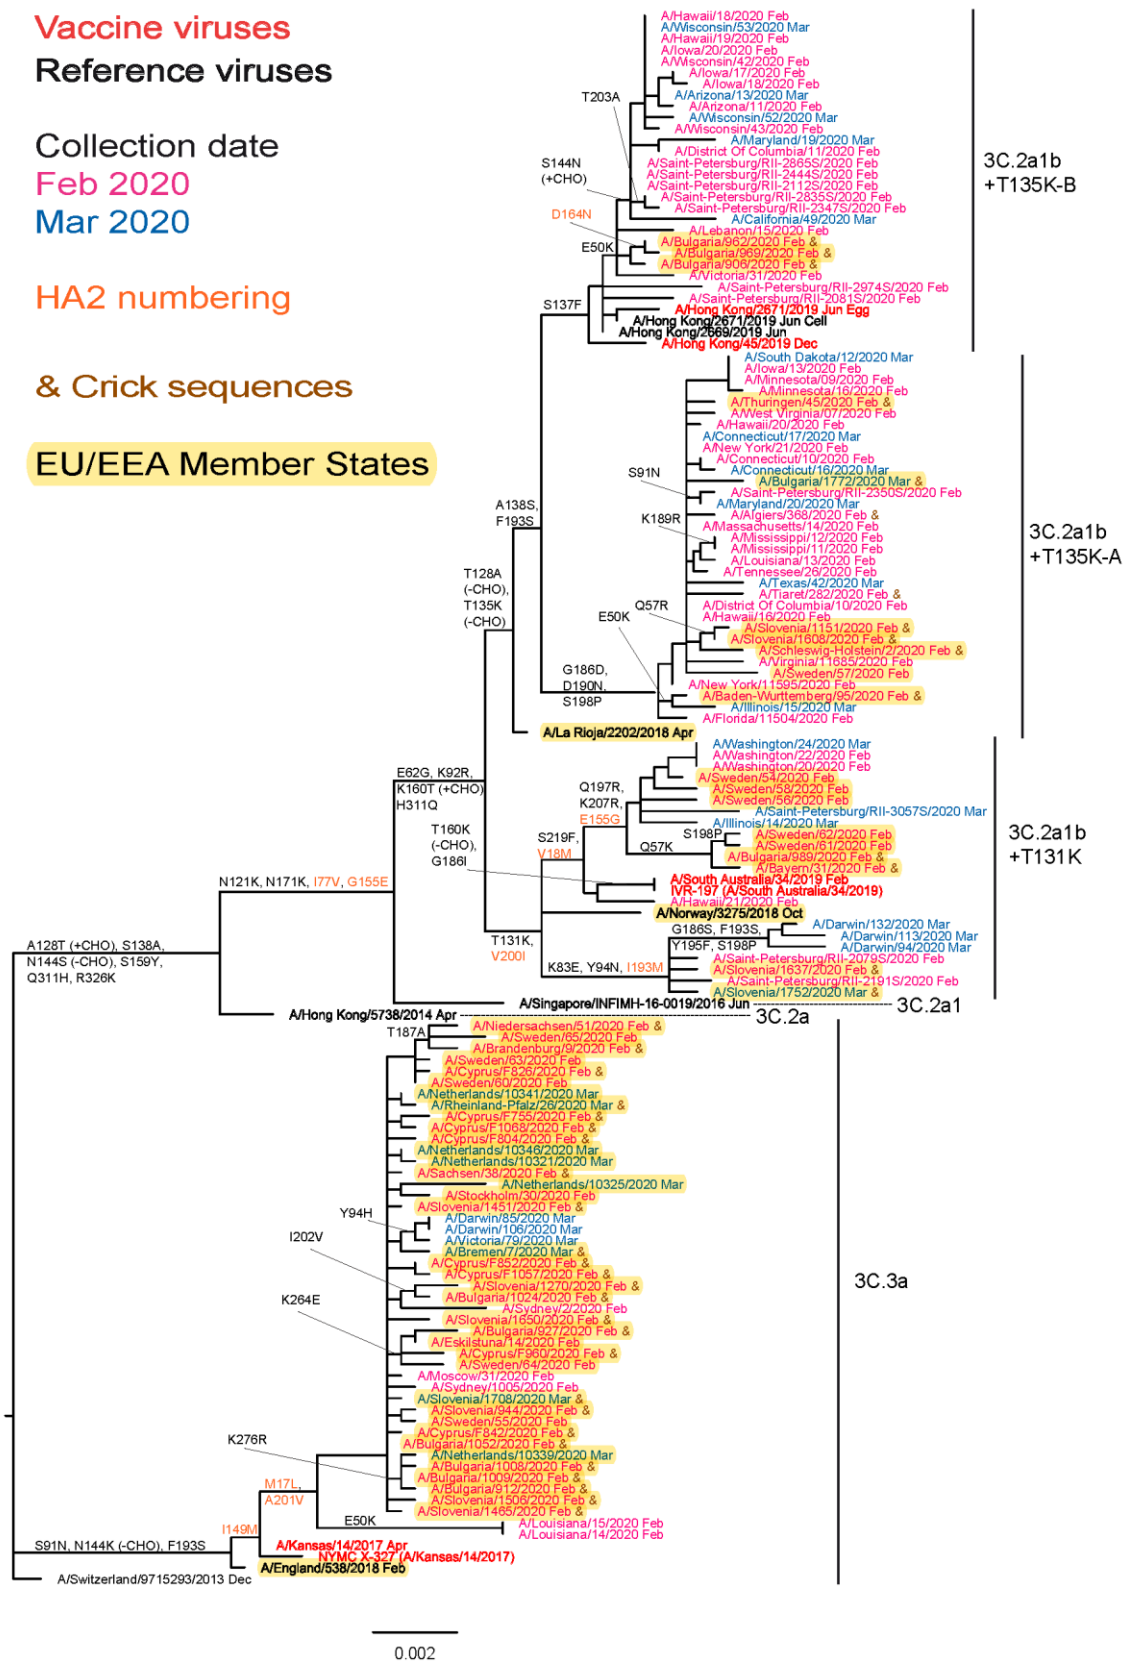 Vaccine viruses
Reference viruses
Collection date
Feb 2020
Mar 2020
HA2 numbering
& Crick sequences
EU/EEA Member States
A/Hawaii/18/2020 Feb
A/Wisconsin/53/2020 Mar
A/Hawaii/19/2020 Feb
A/Iowa/20/2020 Feb
A/Wisconsin/42/2020 Feb
A/Iowa/17/2020 Feb
A/Iowa/18/2020 Feb
A/Arizona/13/2020 Mar
T203A
A/Arizona/11/2020 Feb
A/Wisconsin/52/2020 Mar
A/Wisconsin/43/2020 Feb
A/Maryland/19/2020 Mar
A/District Of Columbia/11/2020 Feb
S144N
(+CHO)
A/Saint-Petersburg/RII-2865S/2020 Feb
A/Saint-Petersburg/RII-2444S/2020 Feb
A/Saint-Petersburg/RII-2112S/2020 Feb
A/Saint-Petersburg/RII-2835S/2020 Feb
A/Saint-Petersburg/RII-2347S/2020 Feb
3C.2a1b
+T135K-B
D164N
A/California/49/2020 Mar
A/Lebanon/15/2020 Feb
A/Bulgaria/962/2020 Feb &
E50K
A/Bulgaria/969/2020 Feb &
A/Bulgaria/906/2020 Feb &
A/Victoria/31/2020 Feb
A/Saint-Petersburg/RII-2974S/2020 Feb
A/Saint-Petersburg/RII-2081S/2020 Feb
S137F
A/Hong Kong/2671/2019 Jun Egg
A/Hong Kong/2671/2019 Jun Cell
A/Hong Kong/2669/2019 Jun
A/Hong Kong/45/2019 Dec
A/South Dakota/12/2020 Mar
A/Iowa/13/2020 Feb
A/Minnesota/09/2020 Feb
A/Minnesota/16/2020 Feb
A/Thuringen/45/2020 Feb &
A/West Virginia/07/2020 Feb
A/Hawaii/20/2020 Feb
A/Connecticut/17/2020 Mar
A/New York/21/2020 Feb
A/Connecticut/10/2020 Feb
S91N
A/Connecticut/16/2020 Mar
A/Bulgaria/1772/2020 Mar &
A/Saint-Petersburg/RII-2350S/2020 Feb
A/Maryland/20/2020 Mar
A138S,
F193S
K189R
A/Algiers/368/2020 Feb &
A/Massachusetts/14/2020 Feb
A/Mississippi/12/2020 Feb
A/Mississippi/11/2020 Feb
A/Louisiana/13/2020 Feb
A/Tennessee/26/2020 Feb
3C.2a1b
+T135K-A
T128A
(-CHO),
T135K
(-CHO)
A/Texas/42/2020 Mar
A/Tiaret/282/2020 Feb &
Q57R
A/District Of Columbia/10/2020 Feb
E50K
A/Hawaii/16/2020 Feb
A/Slovenia/1151/2020 Feb &
A/Slovenia/1608/2020 Feb &
A/Schleswig-Holstein/2/2020 Feb &
A/Virginia/11685/2020 Feb
A/Sweden/57/2020 Feb
G186D,
D190N,
S198P
A/New York/11595/2020 Feb
A/Baden-Wurttemberg/95/2020 Feb &
A/Illinois/15/2020 Mar
A/Florida/11504/2020 Feb
A/La Rioja/2202/2018 Apr
A/Washington/24/2020 Mar
A/Washington/22/2020 Feb
A/Washington/20/2020 Feb
A/Sweden/54/2020 Feb
E62G, K92R,
K160T (+CHO)
H311Q
Q197R,
K207R,
E155G
A/Sweden/58/2020 Feb
A/Sweden/56/2020 Feb
A/Saint-Petersburg/RII-3057S/2020 Mar
A/Illinois/14/2020 Mar
T160K
(-CHO),
G186I
S219F,
V18M
S198P
Q57K
A/Sweden/62/2020 Feb
A/Sweden/61/2020 Feb
A/Bulgaria/989/2020 Feb &
A/Bayern/31/2020 Feb &
3C.2a1b
+T131K
A/South Australia/34/2019 Feb
IVR-197 (A/South Australia/34/2019)
N121K, N171K, I77V, G155E
A/Hawaii/21/2020 Feb
A/Norway/3275/2018 Oct
A/Darwin/132/2020 Mar
A/Darwin/113/2020 Mar
A/Darwin/94/2020 Mar
G186S, F193S,
Y195F, S198P
T131K,
V200I
A128T (+CHO), S138A,
N144S (-CHO), S159Y,
Q311H, R326K
K83E, Y94N, I193M
A/Saint-Petersburg/RII-2079S/2020 Feb
A/Slovenia/1637/2020 Feb &
A/Saint-Petersburg/RII-2191S/2020 Feb
A/Slovenia/1752/2020 Mar &
A/Singapore/INFIMH-16-0019/2016 Jun
3C.2a1
A/Hong Kong/5738/2014 Apr
3C.2a
T187A
A/Niedersachsen/51/2020 Feb &
A/Sweden/65/2020 Feb
A/Brandenburg/9/2020 Feb &
A/Sweden/63/2020 Feb
A/Cyprus/F826/2020 Feb &
A/Sweden/60/2020 Feb
A/Netherlands/10341/2020 Mar
A/Rheinland-Pfalz/26/2020 Mar &
A/Cyprus/F755/2020 Feb &
A/Cyprus/F1068/2020 Feb &
A/Cyprus/F804/2020 Feb &
A/Netherlands/10346/2020 Mar
A/Netherlands/10321/2020 Mar
A/Sachsen/38/2020 Feb &
A/Netherlands/10325/2020 Mar
A/Stockholm/30/2020 Feb
A/Slovenia/1451/2020 Feb &
Y94H
A/Darwin/85/2020 Mar
A/Darwin/106/2020 Mar
A/Victoria/79/2020 Mar
I202V
A/Bremen/7/2020 Mar &
A/Cyprus/F852/2020 Feb &
A/Cyprus/F1057/2020 Feb &
A/Slovenia/1270/2020 Feb &
A/Bulgaria/1024/2020 Feb &
K264E
A/Sydney/2/2020 Feb
A/Slovenia/1650/2020 Feb &
A/Bulgaria/927/2020 Feb &
A/Eskilstuna/14/2020 Feb
A/Cyprus/F960/2020 Feb &
A/Sweden/64/2020 Feb
3C.3a
A/Moscow/31/2020 Feb
A/Sydney/1005/2020 Feb
A/Slovenia/1708/2020 Mar &
A/Slovenia/944/2020 Feb &
A/Sweden/55/2020 Feb
A/Cyprus/F842/2020 Feb &
K276R
A/Bulgaria/1052/2020 Feb &
A/Netherlands/10339/2020 Mar
A/Bulgaria/1008/2020 Feb &
A/Bulgaria/1009/2020 Feb &
A/Bulgaria/912/2020 Feb &
A/Slovenia/1506/2020 Feb &
A/Slovenia/1465/2020 Feb &
M17L,
A201V
E50K
A/Louisiana/15/2020 Feb
A/Louisiana/14/2020 Feb
I149M
S91N, N144K (-CHO), F193S
A/Kansas/14/2017 Apr
NYMC X-327 (A/Kansas/14/2017)
A/England/538/2018 Feb
A/Switzerland/9715293/2013 Dec
0.002